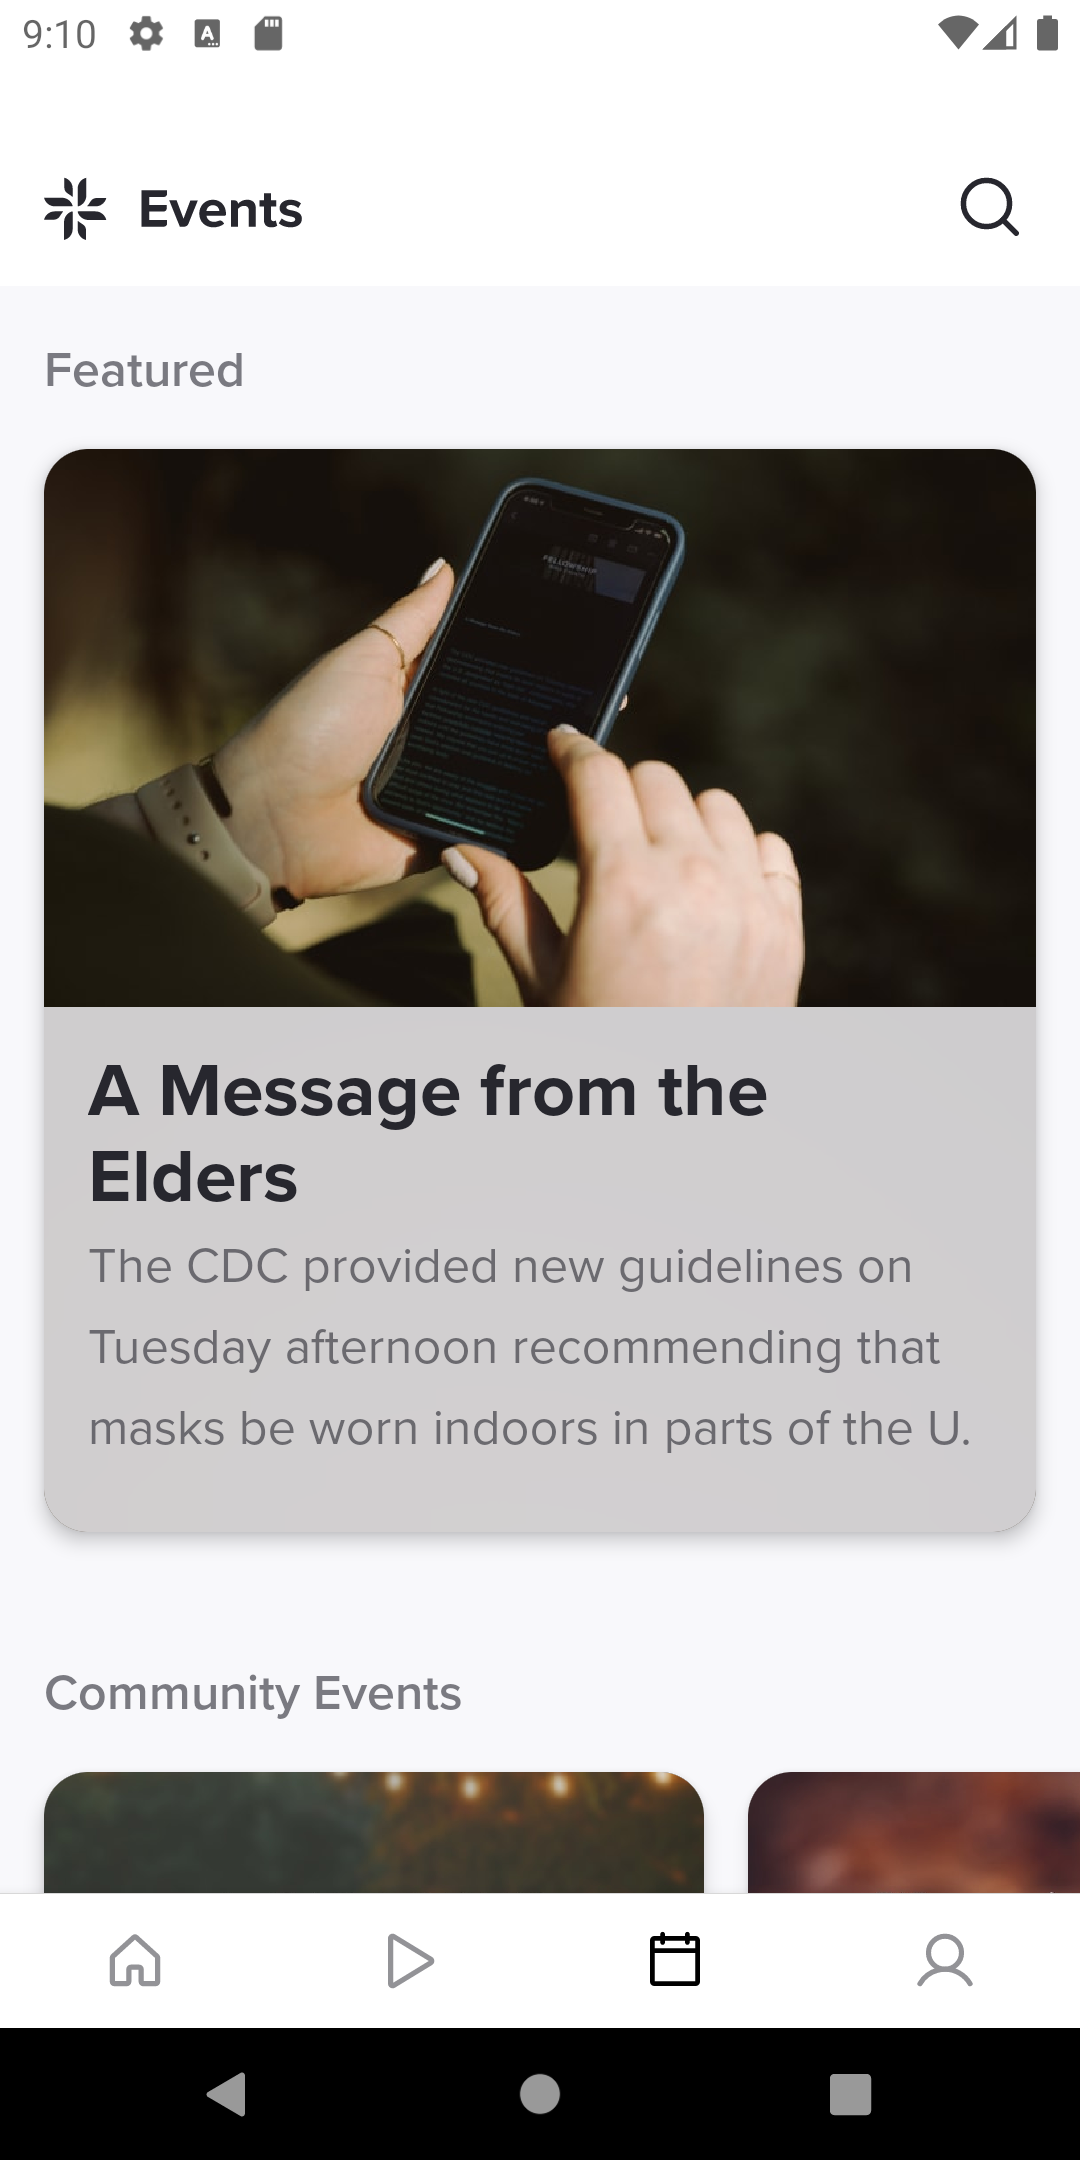 9:10
Events
Featured
FELLOWSHIP
A Message from the
Elders
The CDC provided new guidelines on
Tuesday afternoon recommending that
masks be worn indoors in parts of the U.
Community Events